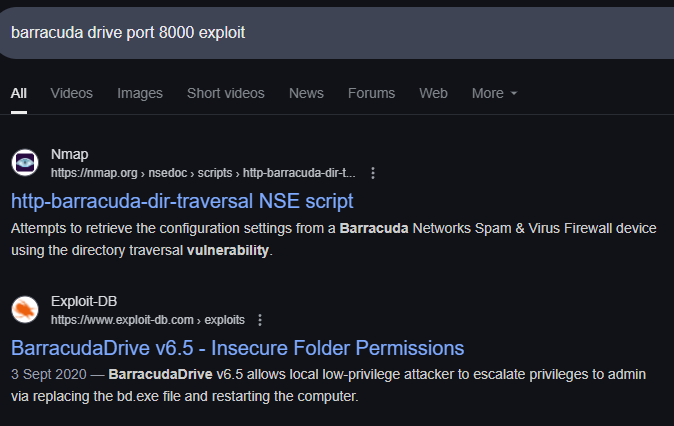 barracuda drive port 8000 exploit
All Videos Images Short videos News Forums Web More
Nmap
https://nmap.org › nsedoc › scripts › http-barracuda-dir-t...
http-barracuda-dir-traversal NSE script
Attempts to retrieve the configuration settings from a Barracuda Networks Spam & Virus Firewall device
using the directory traversal vulnerability.
Exploit-DB
https://www.exploit-db.com › exploits
BarracudaDrive v6.5 - Insecure Folder Permissions
3 Sept 2020 — BarracudaDrive v6.5 allows local low-privilege attacker to escalate privileges to admin
via replacing the bd.exe file and restarting the computer.